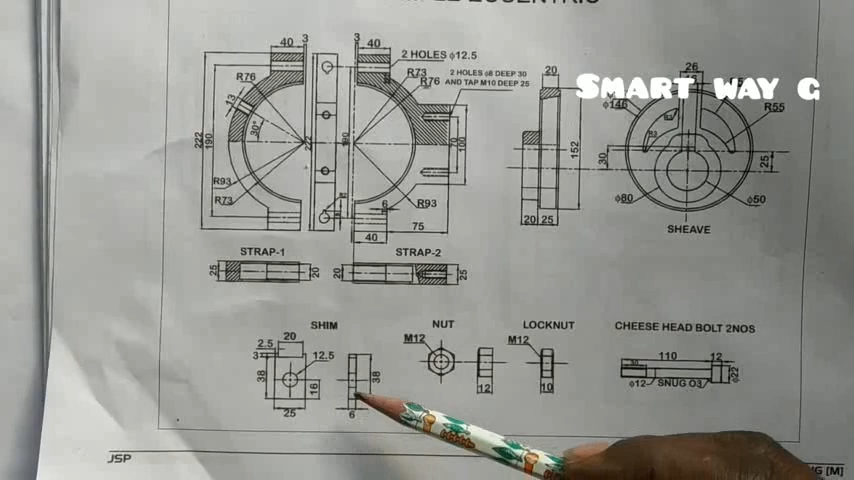 40
3
3
40
2 HOLES φ12.5
R76
R73
R76
2 HOLES φ8 DEEP 30
AND TAP M10 DEEP 25
13
30°
222
190
222
180
70
100
R93
R73
R93
6
75
40
STRAP-1
STRAP-2
25
20
20
25
20
152
20
25
Smart way g
26
φ146
R55
R3
30
25
φ80
φ50
SHEAVE
SHIM
20
2.5
3
12.5
38
16
25
38
6
NUT
M12
12
LOCKNUT
M12
10
CHEESE HEAD BOLT 2NOS
110
12
30
φ12
SNUG O3
φ22
JSP
[M]